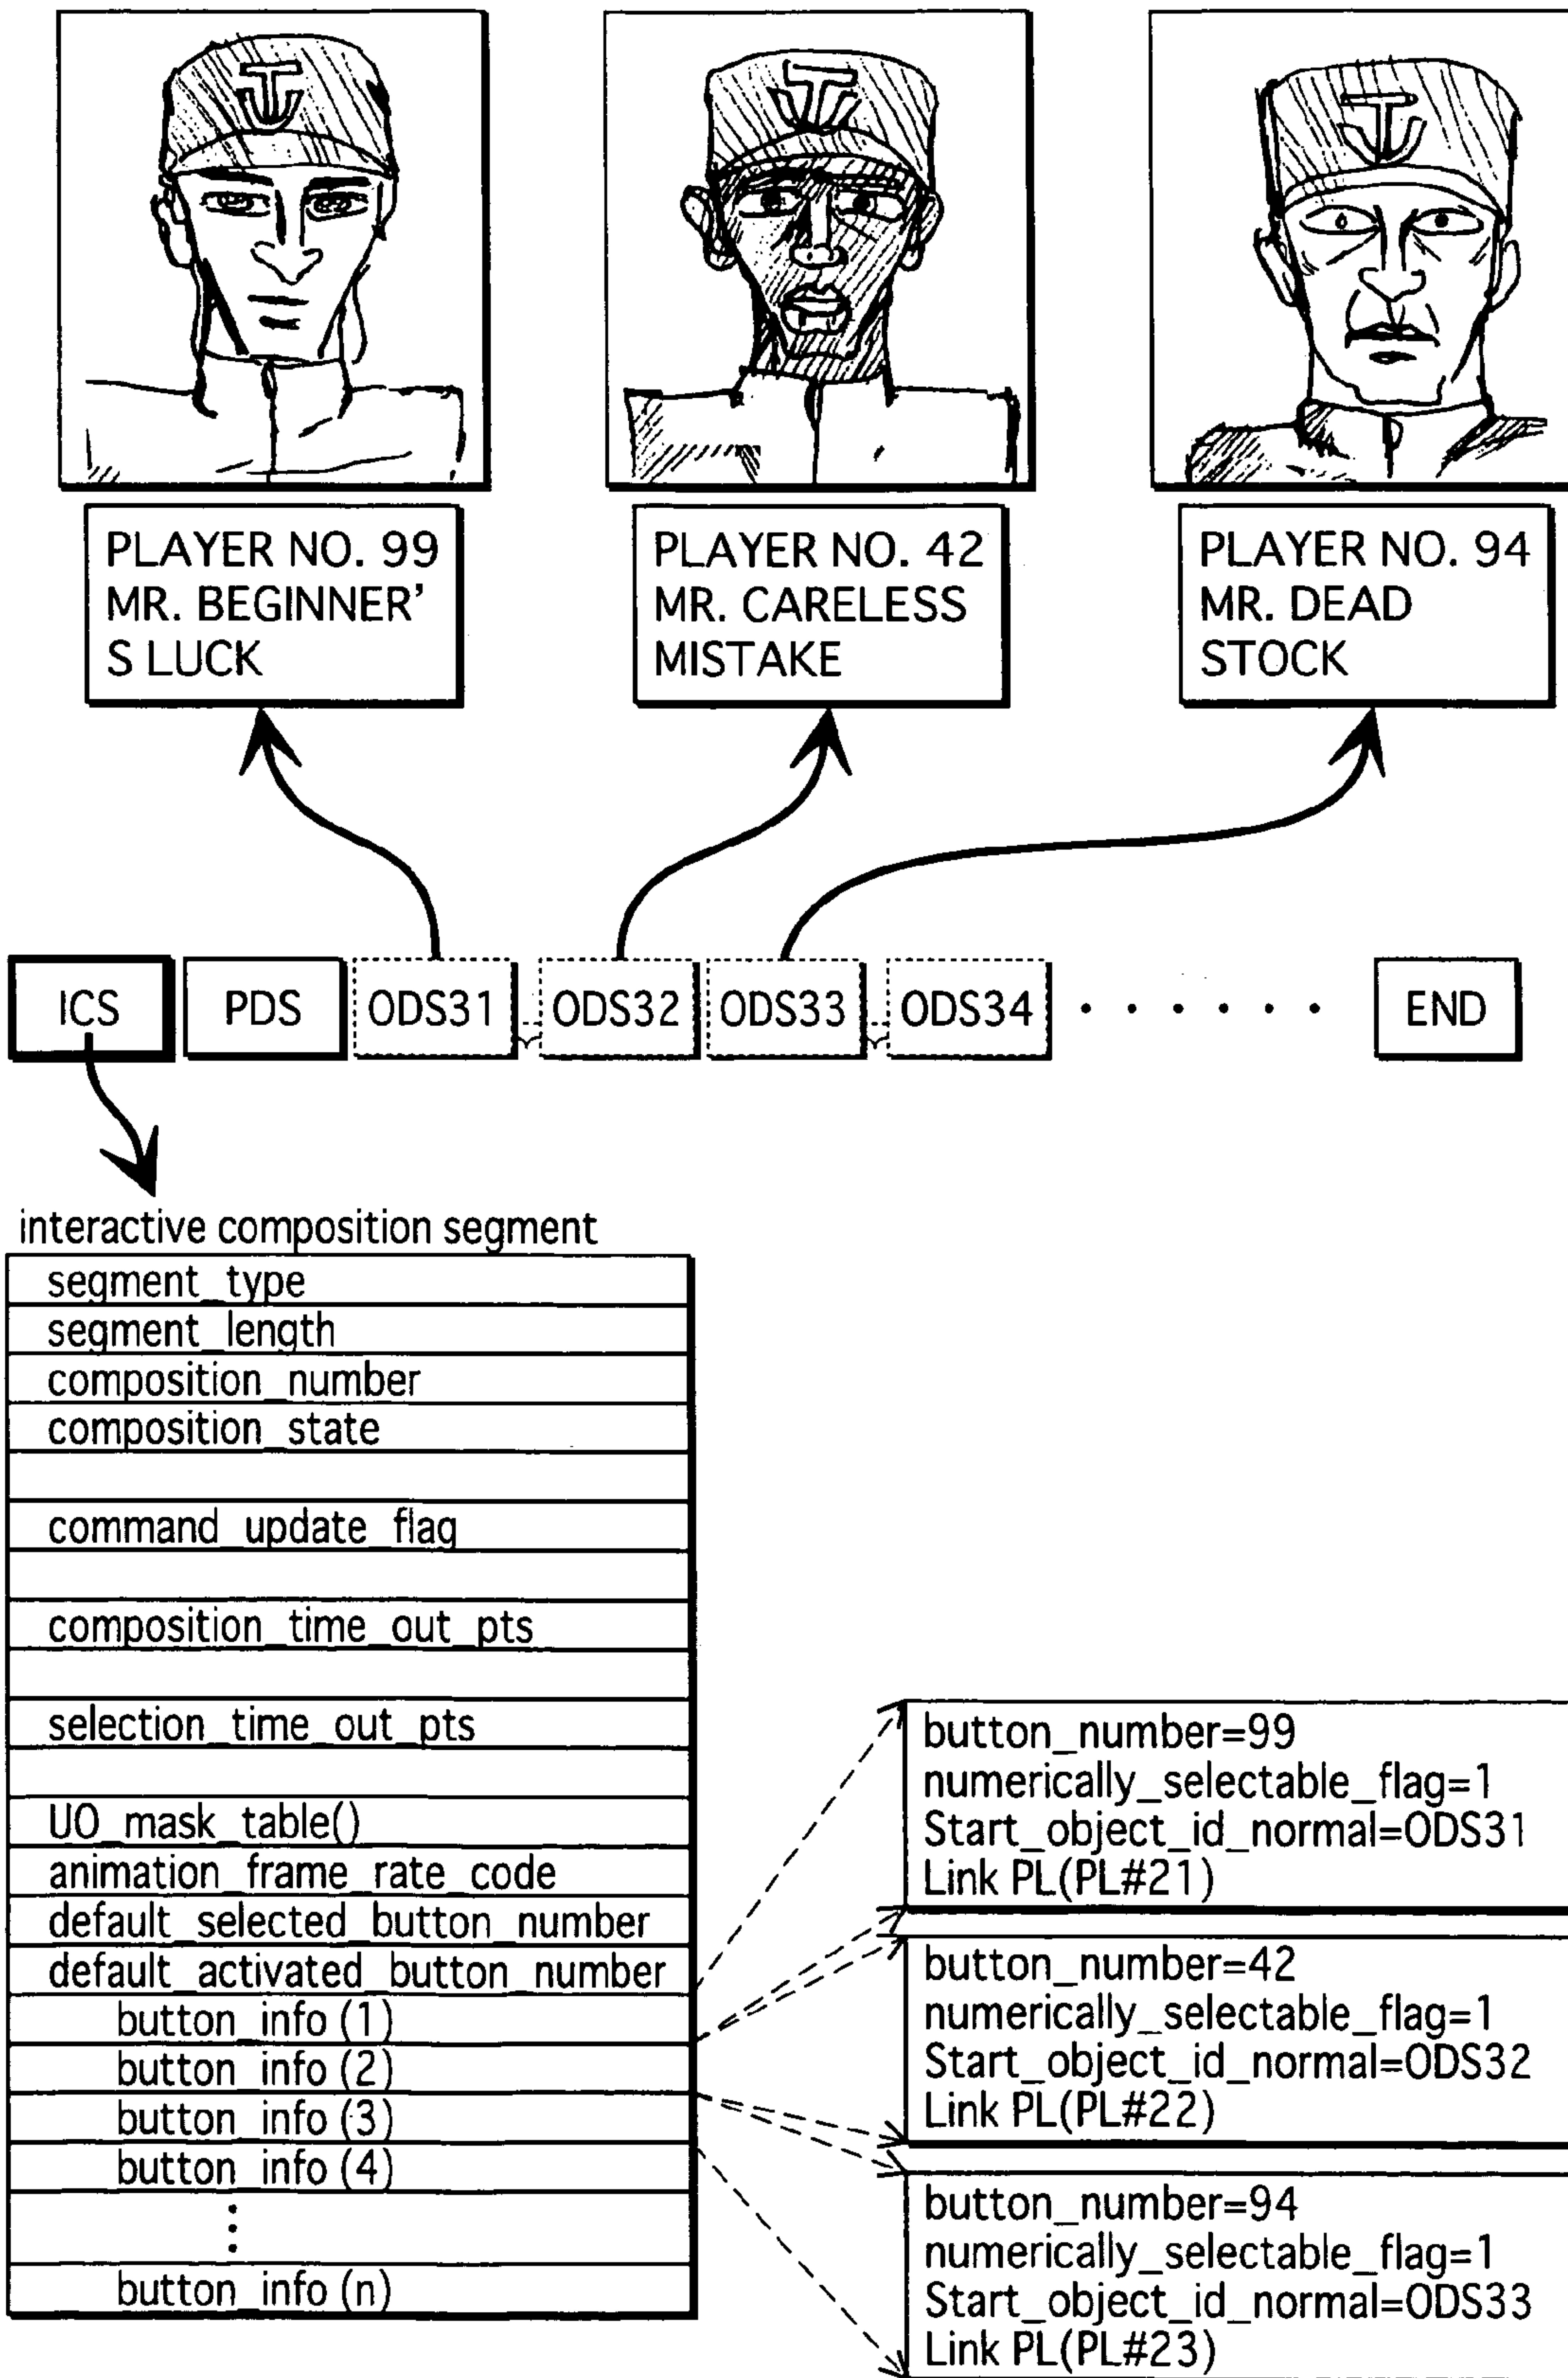 PLAYER NO. 99
MR. BEGINNER'
S LUCK
PLAYER NO. 42
MR. CARELESS
MISTAKE
PLAYER NO. 94
MR. DEAD
STOCK
ICS PDS ODS31 ODS32 ODS33 ODS34 ...... END
interactive composition segment
segment_type
segment_length
composition_number
composition_state
command_update_flag
composition_time_out_pts
selection_time_out_pts
UO_mask_table()
animation_frame_rate_code
default_selected_button_number
default_activated_button_number
button_info (1)
button_info (2)
button_info (3)
button_info (4)
button_info (n)
button_number=99
numerically_selectable_flag=1
Start_object_id_normal=ODS31
Link PL(PL#21)
button_number=42
numerically_selectable_flag=1
Start_object_id_normal=ODS32
Link PL(PL#22)
button_number=94
numerically_selectable_flag=1
Start_object_id_normal=ODS33
Link PL(PL#23)